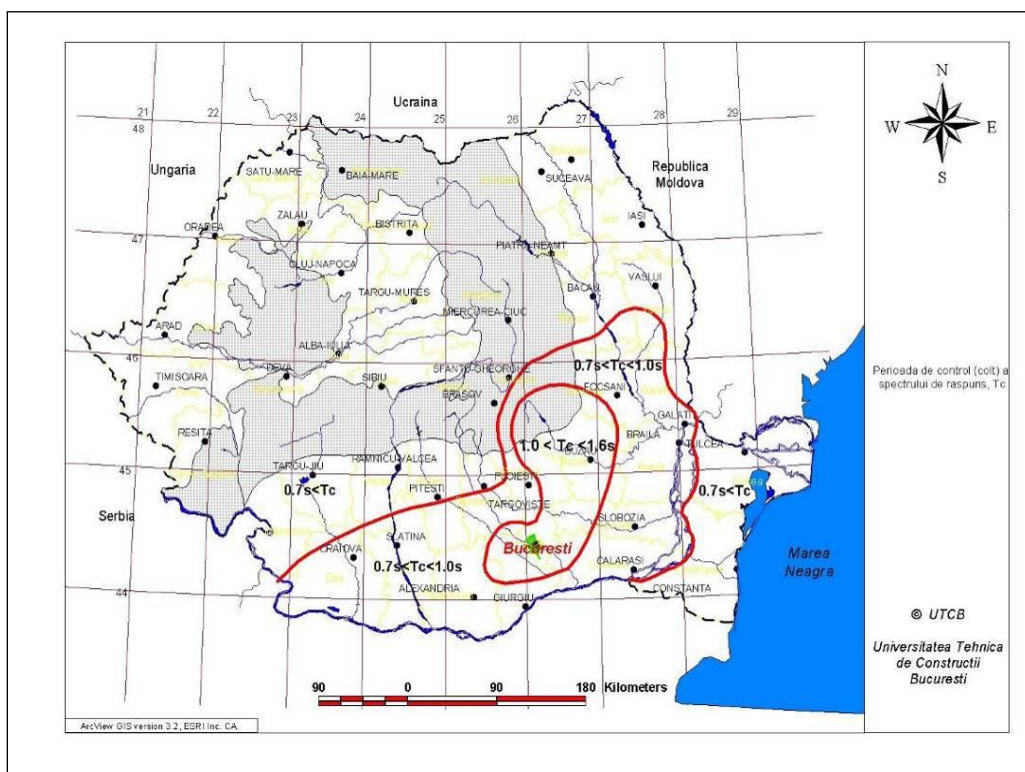 Ucraina
21
22
23
24
25
26
27
28
29
48
Ungaria
SATU-MARE
BAIA-MARE
SUCEAVA
Republica
Moldova
N
W E
S
ZALAU
ORADEA
47
BISTRITA
IASI
CLUJ-NAPOCA
PIATRA-NEAMT
TARGU-MURES
BACAU
VASLUI
MIERCUREA-CIUC
ARAD
ALBA-IULIA
46
TIMISOARA
DEVA
SIBIU
SFANTU-GHEORGHE
0.7s<Tc<1.0s
FOCSANI
BRASOV
Perioada de control (colt) a
spectrului de raspuns, Tc
RESITA
GALATI
BRAILA
TULCEA
1.0 < Tc <1.6s
BUZAU
45
TARGU-JIU
RAMNICU-VALCEA
0.7s<Tc
PITESTI
PLOIESTI
TARGOVISTE
0.7s<Tc
Serbia
SLOBOZIA
CRAIOVA
SLATINA
Bucuresti
0.7s<Tc<1.0s
CALARASI
Marea
Neagra
44
ALEXANDRIA
GIURGIU
CONSTANTA
© UTCB
Universitatea Tehnica
de Constructii
Bucuresti
90 0 90 180 Kilometers
ArcView GIS version 3.2, ESRI Inc. CA.